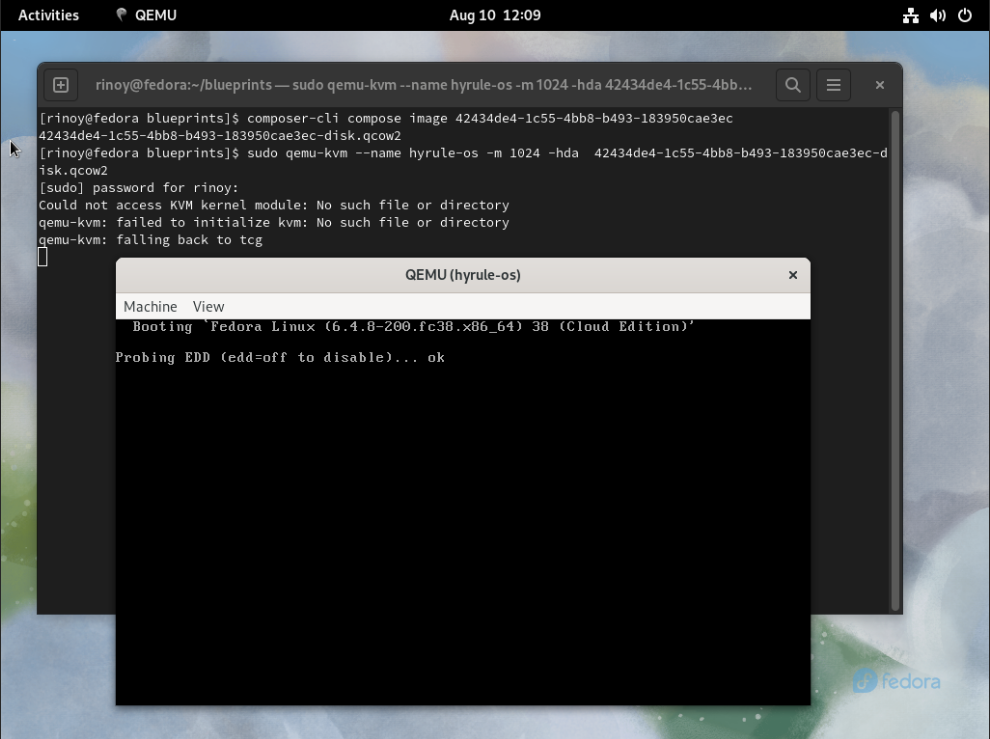 Activities QEMU Aug 10 12:09
rinoy@fedora:~/blueprints — sudo qemu-kvm --name hyrule-os -m 1024 -hda 42434de4-1c55-4bb…
[rinoy@fedora blueprints]$ composer-cli compose image 42434de4-1c55-4bb8-b493-183950cae3ec
42434de4-1c55-4bb8-b493-183950cae3ec-disk.qcow2
[rinoy@fedora blueprints]$ sudo qemu-kvm --name hyrule-os -m 1024 -hda  42434de4-1c55-4bb8-b493-183950cae3ec-d
isk.qcow2
[sudo] password for rinoy:
Could not access KVM kernel module: No such file or directory
qemu-kvm: failed to initialize kvm: No such file or directory
qemu-kvm: falling back to tcg
QEMU (hyrule-os)
Machine View
Booting `Fedora Linux (6.4.8-200.fc38.x86_64) 38 (Cloud Edition)'
Probing EDD (edd=off to disable)... ok
fedora